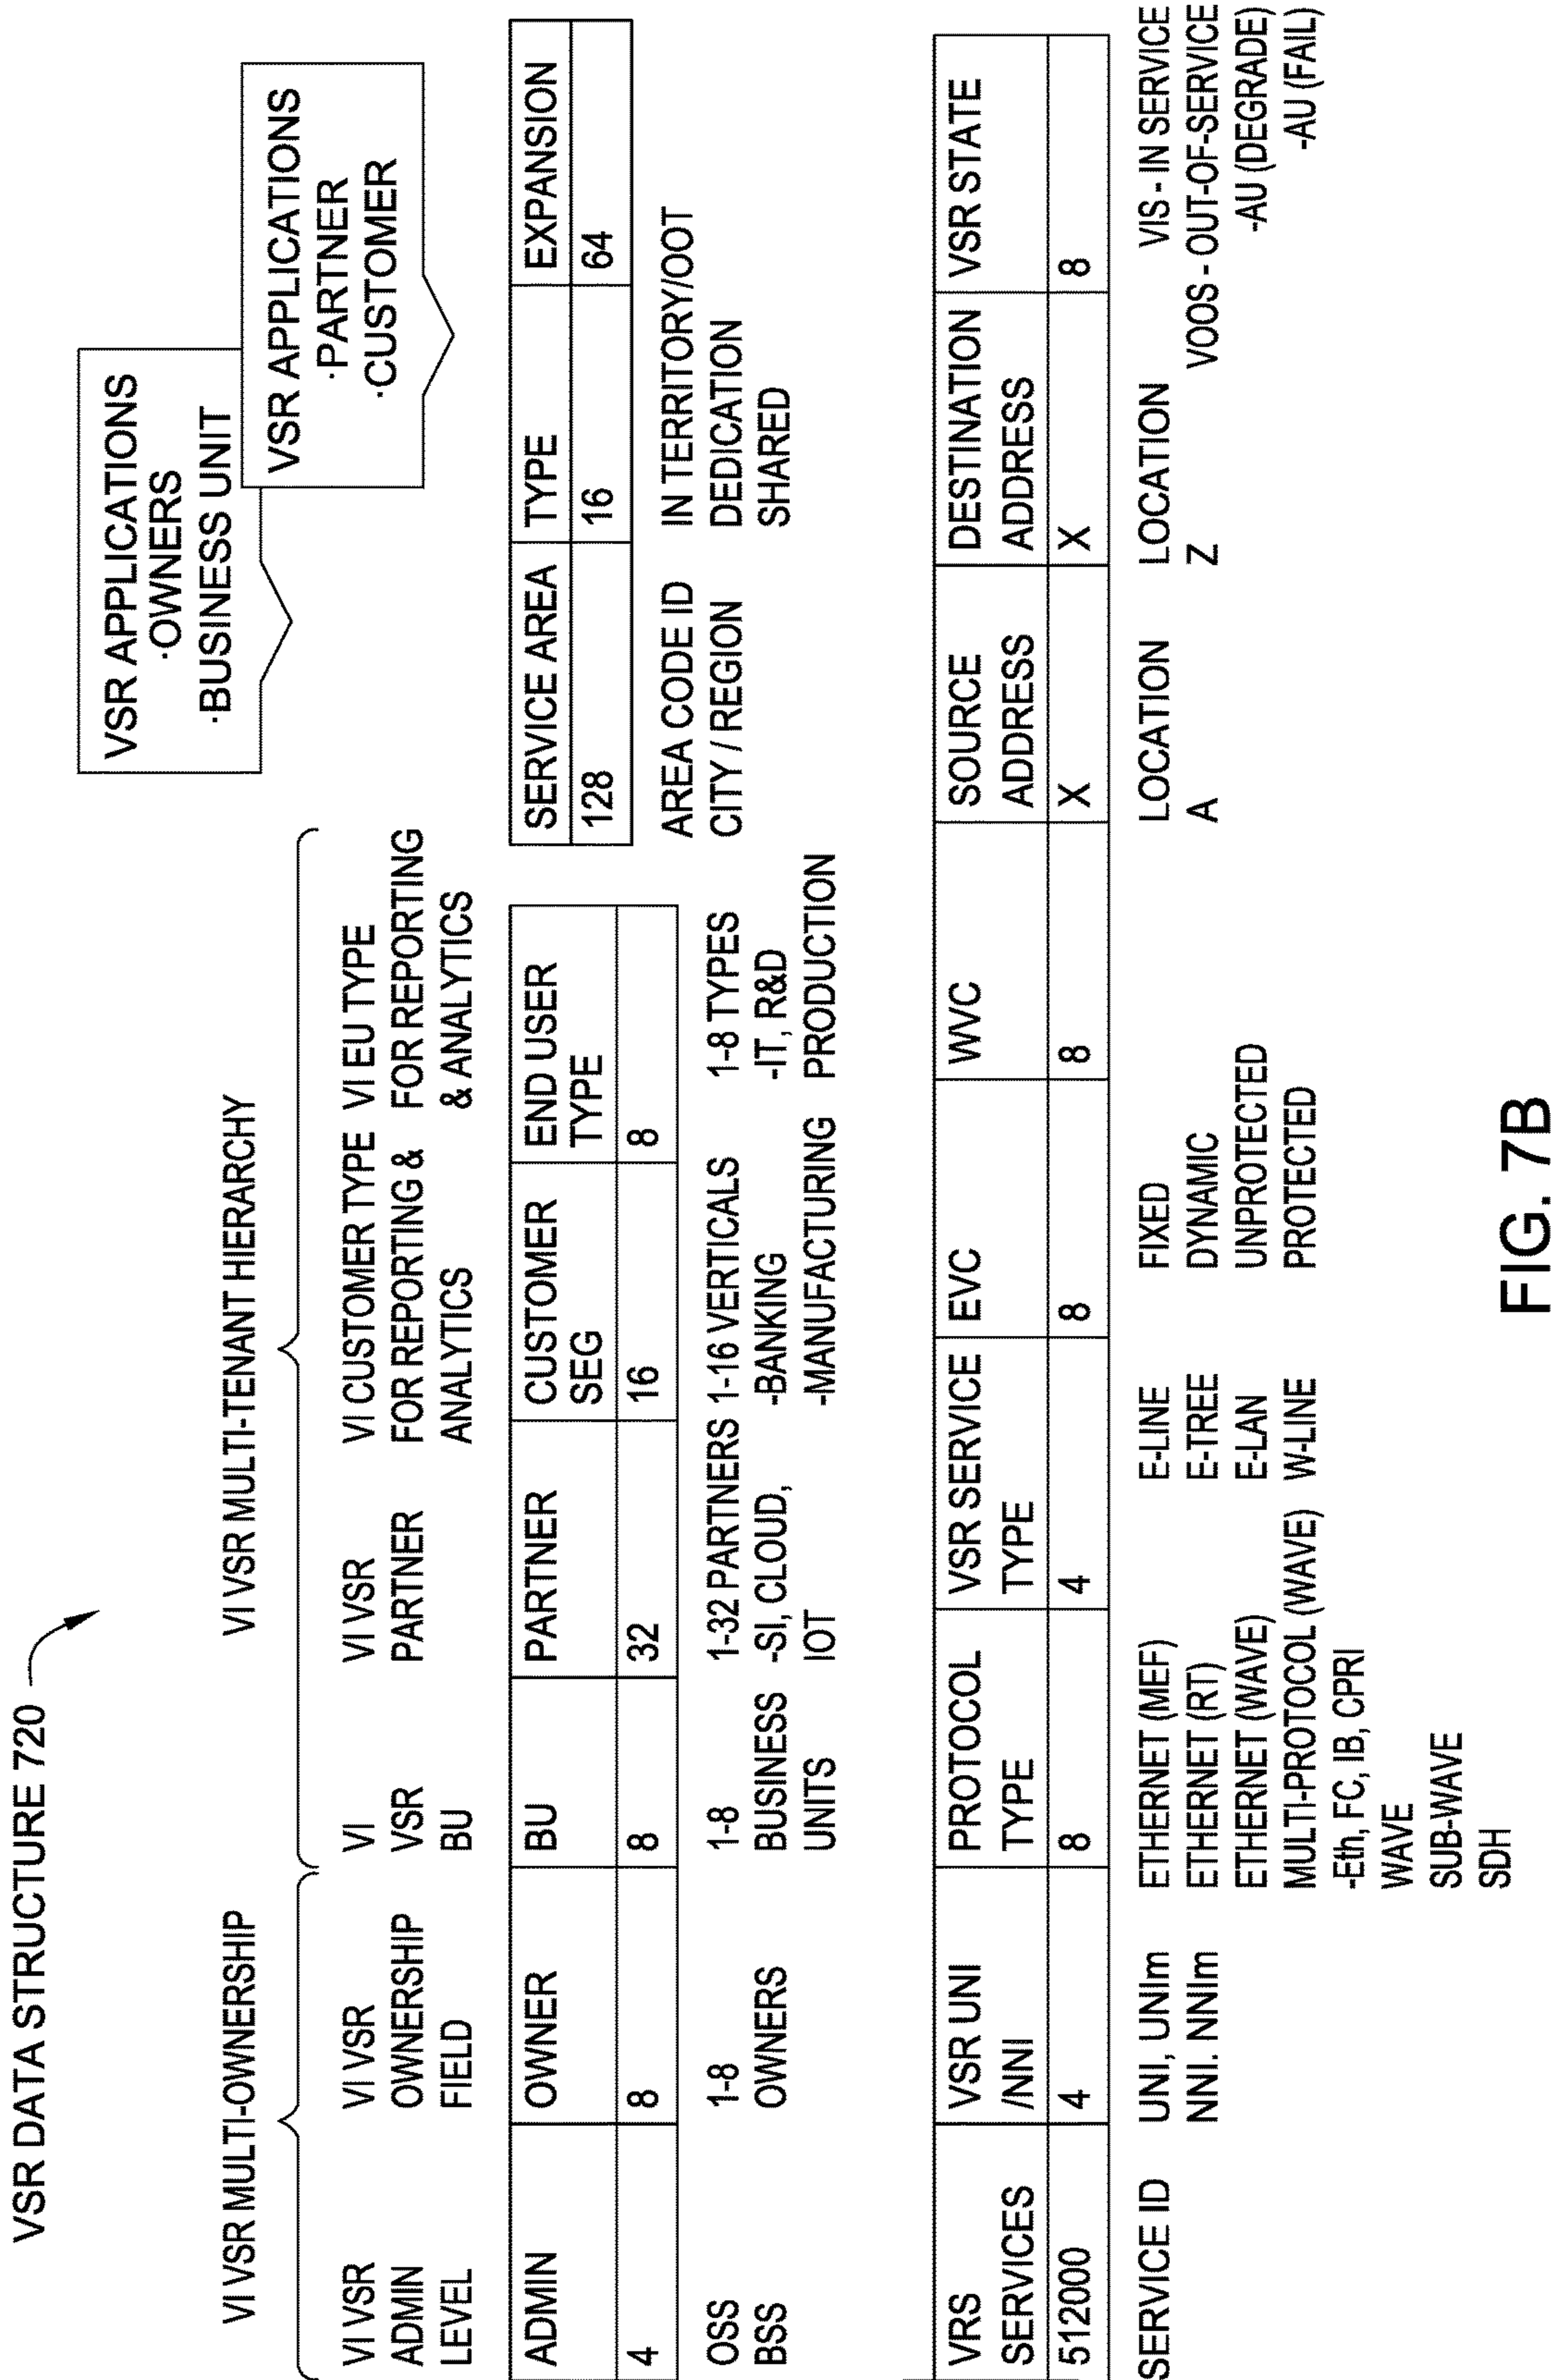 VSR DATA STRUCTURE 720
VSR APPLICATIONS
·OWNERS
·BUSINESS UNIT
VSR APPLICATIONS
·PARTNER
·CUSTOMER
VI VSR MULTI-OWNERSHIP
VI VSR MULTI-TENANT HIERARCHY
VI VSR
ADMIN
LEVEL
VI VSR
OWNERSHIP
FIELD
VI
VSR
BU
VI VSR
PARTNER
VI CUSTOMER TYPE
FOR REPORTING &
ANALYTICS
VI EU TYPE
FOR REPORTING
& ANALYTICS
ADMIN
4
OWNER
8
BU
8
PARTNER
32
CUSTOMER
SEG
16
END USER
TYPE
8
SERVICE AREA
128
TYPE
16
EXPANSION
64
OSS
BSS
1-8
OWNERS
1-8
BUSINESS
UNITS
1-32 PARTNERS
-SI, CLOUD,
IOT
1-16 VERTICALS
-BANKING
-MANUFACTURING
1-8 TYPES
-IT, R&D
PRODUCTION
AREA CODE ID
CITY / REGION
IN TERRITORY/OOT
DEDICATION
SHARED
VRS
SERVICES
512000
VSR UNI
/NNI
4
PROTOCOL
TYPE
8
VSR SERVICE
TYPE
4
EVC
8
WVC
8
SOURCE
ADDRESS
X
DESTINATION
ADDRESS
X
VSR STATE
8
SERVICE ID
UNI, UNIm
NNI. NNIm
ETHERNET (MEF)
ETHERNET (RT)
ETHERNET (WAVE)
MULTI-PROTOCOL (WAVE)
-Eth, FC, IB, CPRI
WAVE
SUB-WAVE
SDH
E-LINE
E-TREE
E-LAN
W-LINE
FIXED
DYNAMIC
UNPROTECTED
PROTECTED
LOCATION
A
LOCATION
Z
VIS - IN SERVICE
VOOS - OUT-OF-SERVICE
-AU (DEGRADE)
-AU (FAIL)
FIG. 7B